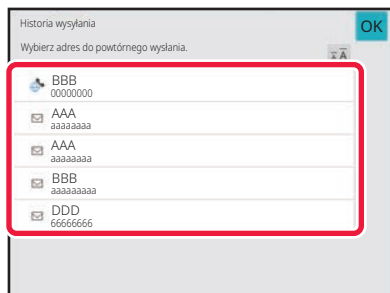 Historia wysyłania
OK
Wybierz adres do powtórnego wysłania.
BBB
00000000
AAA
aaaaaaaa
AAA
aaaaaaaa
BBB
aaaaaaaaa
DDD
66666666